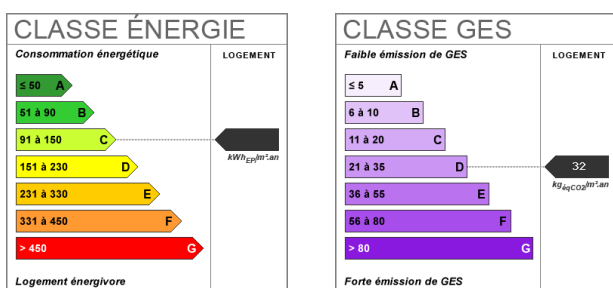 CLASSE ÉNERGIE
Consommation énergétique
LOGEMENT
≤ 50 A
51 à 90 B
91 à 150 C
kWhEP/m².an
151 à 230 D
231 à 330 E
331 à 450 F
> 450 G
Logement énergivore
CLASSE GES
Faible émission de GES
LOGEMENT
≤ 5 A
6 à 10 B
11 à 20 C
21 à 35 D
32
kgéqCO2/m².an
36 à 55 E
56 à 80 F
> 80 G
Forte émission de GES